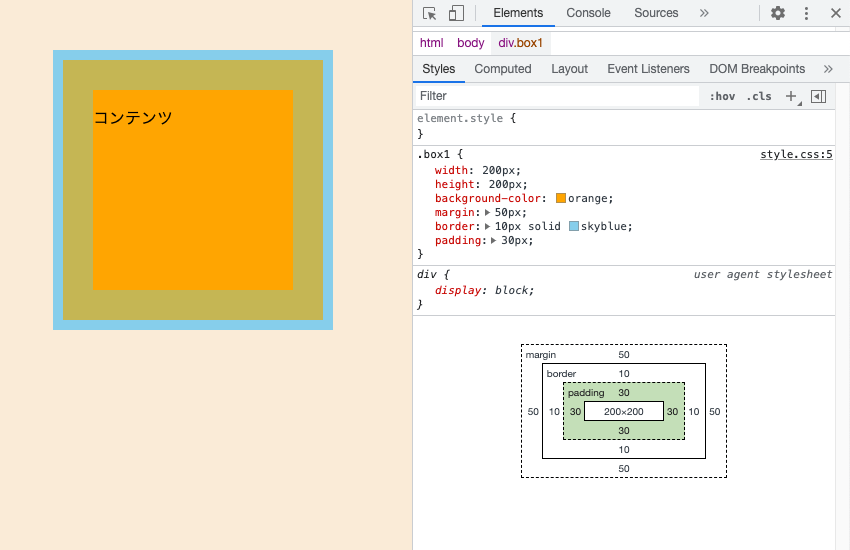 コンテンツ
Elements Console Sources »
html body div.box1
Styles Computed Layout Event Listeners DOM Breakpoints »
Filter :hov .cls +
element.style {
}
.box1 { style.css:5
width: 200px;
height: 200px;
background-color: orange;
margin: 50px;
border: 10px solid skyblue;
padding: 30px;
}
div { user agent stylesheet
display: block;
}
margin 50
border 10
padding 30
50 10 30 200×200 30 10 50
30
10
50